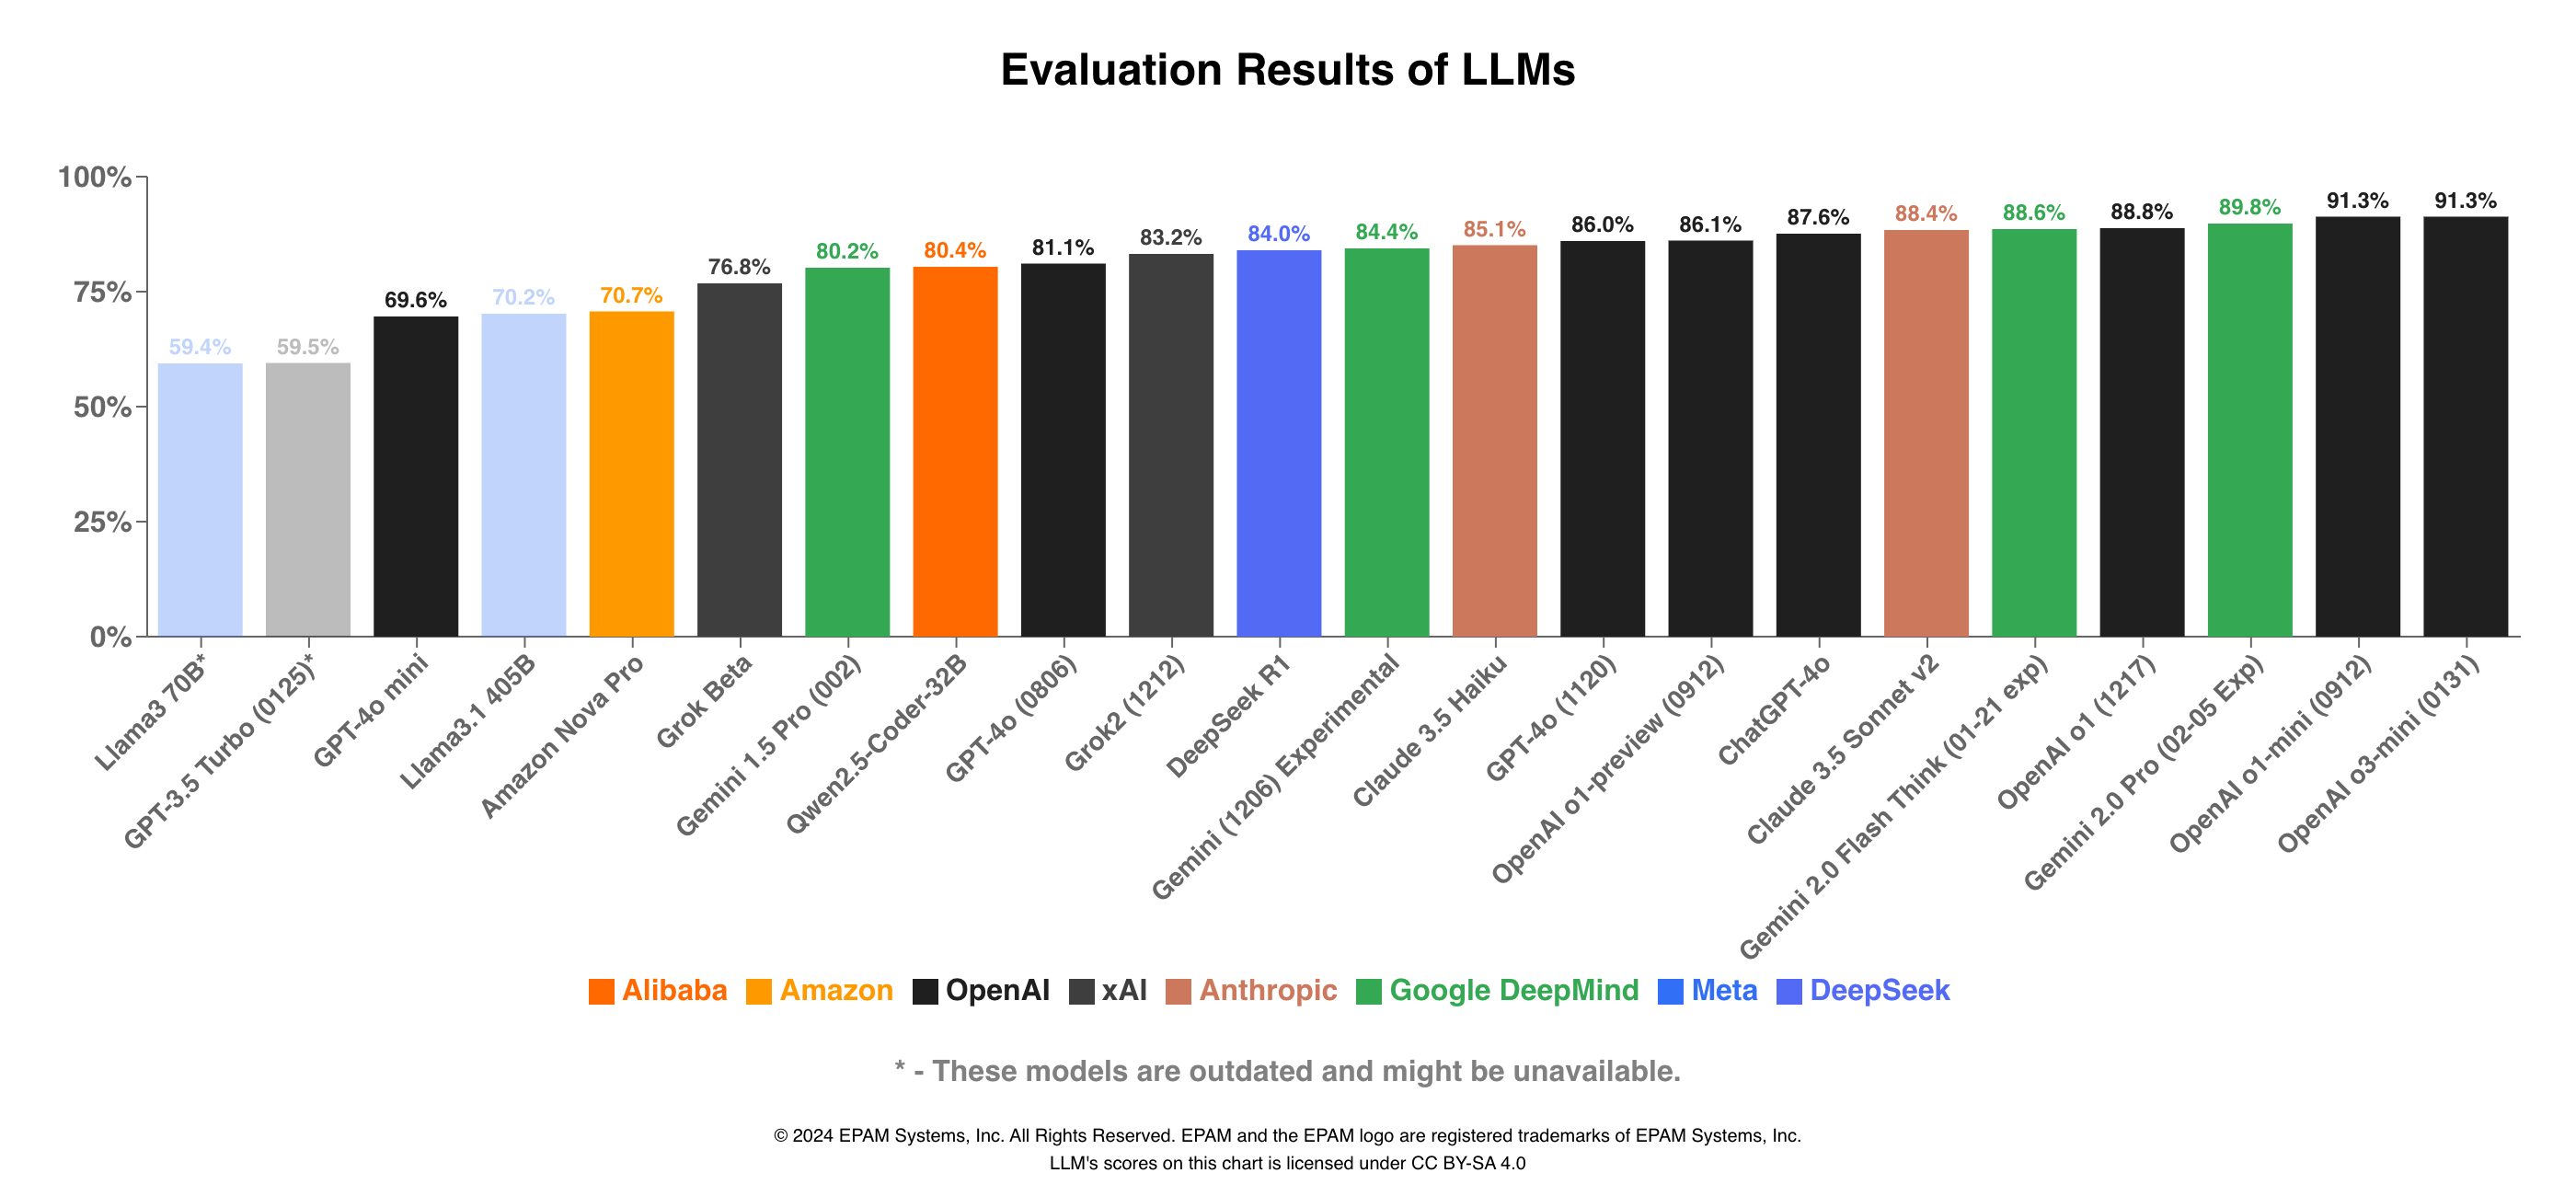 Evaluation Results of LLMs
100%
75%
50%
25%
0%
59.4%
59.5%
69.6%
70.2%
70.7%
76.8%
80.2%
80.4%
81.1%
83.2%
84.0%
84.4%
85.1%
86.0%
86.1%
87.6%
88.4%
88.6%
88.8%
89.8%
91.3%
91.3%
Llama3 70B*
GPT-3.5 Turbo (0125)*
GPT-4o mini
Llama3.1 405B
Amazon Nova Pro
Grok Beta
Gemini 1.5 Pro (002)
Qwen2.5-Coder-32B
GPT-4o (0806)
Grok2 (1212)
DeepSeek R1
Gemini (1206) Experimental
Claude 3.5 Haiku
GPT-4o (1120)
OpenAI o1-preview (0912)
ChatGPT-4o
Claude 3.5 Sonnet v2
Gemini 2.0 Flash Think (01-21 exp)
OpenAI o1 (1217)
Gemini 2.0 Pro (02-05 Exp)
OpenAI o1-mini (0912)
OpenAI o3-mini (0131)
Alibaba Amazon OpenAI xAI Anthropic Google DeepMind Meta DeepSeek
* - These models are outdated and might be unavailable.
© 2024 EPAM Systems, Inc. All Rights Reserved. EPAM and the EPAM logo are registered trademarks of EPAM Systems, Inc.
LLM's scores on this chart is licensed under CC BY-SA 4.0